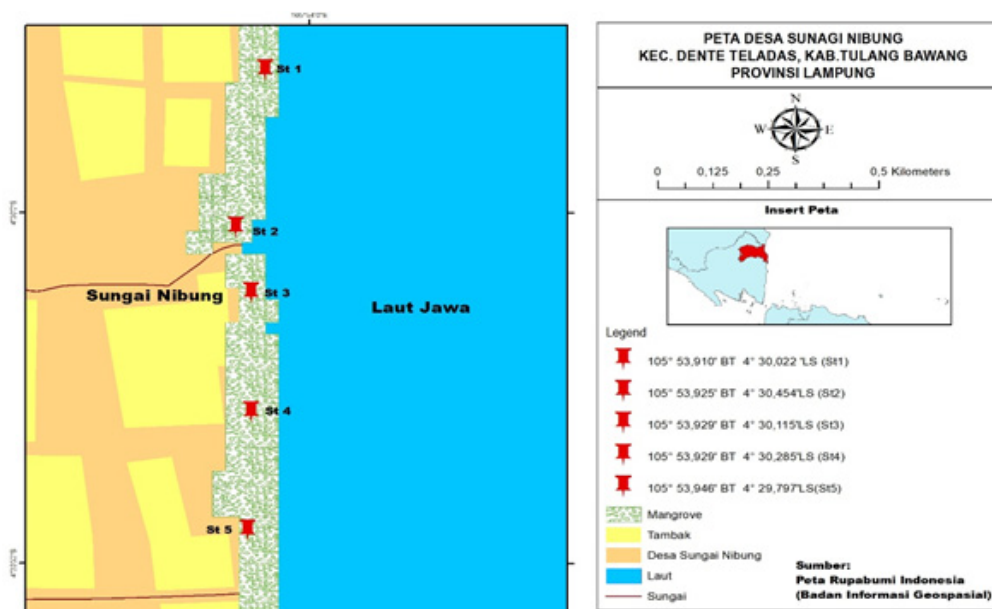 St 1
St 2
St 3
Sungai Nibung
Laut Jawa
St 4
St 5
PETA DESA SUNAGI NIBUNG
KEC. DENTE TELADAS, KAB.TULANG BAWANG
PROVINSI LAMPUNG
N
W E
S
0 0,125 0,25 0,5 Kilometers
Insert Peta
Legend
105° 53,910' BT 4° 30,022 'LS (St1)
105° 53,925' BT 4° 30,454'LS (St2)
105° 53,929' BT 4° 30,115'LS (St3)
105° 53,929' BT 4° 30,285'LS (St4)
105° 53,946' BT 4° 29,797'LS(St5)
Mangrove
Tambak
Desa Sungai Nibung
Laut
Sungai
Sumber:
Peta Rupabumi Indonesia
(Badan Informasi Geospasial)